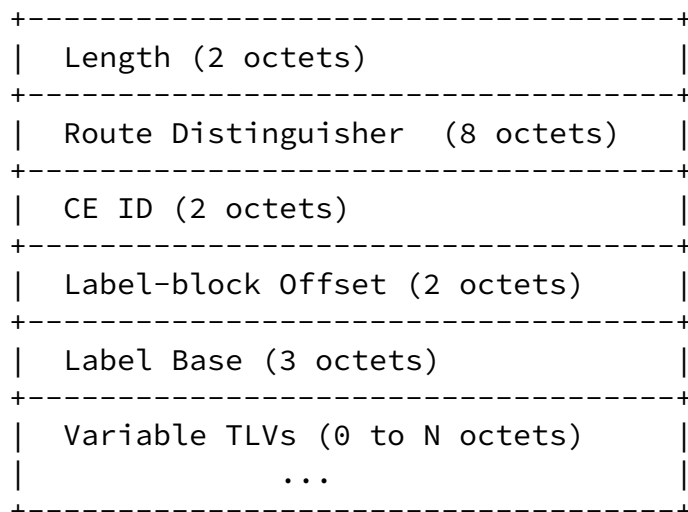 +------------------------------------+
|  Length (2 octets)                 |
+------------------------------------+
|  Route Distinguisher  (8 octets)   |
+------------------------------------+
|  CE ID (2 octets)                  |
+------------------------------------+
|  Label-block Offset (2 octets)     |
+------------------------------------+
|  Label Base (3 octets)             |
+------------------------------------+
|  Variable TLVs (0 to N octets)     |
|              ...                   |
+------------------------------------+